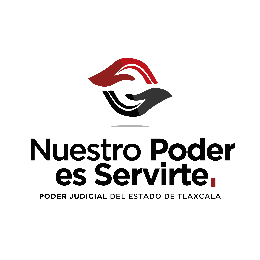 Nuestro Poder
es Servirte
PODER JUDICIAL DEL ESTADO DE TLAXCALA